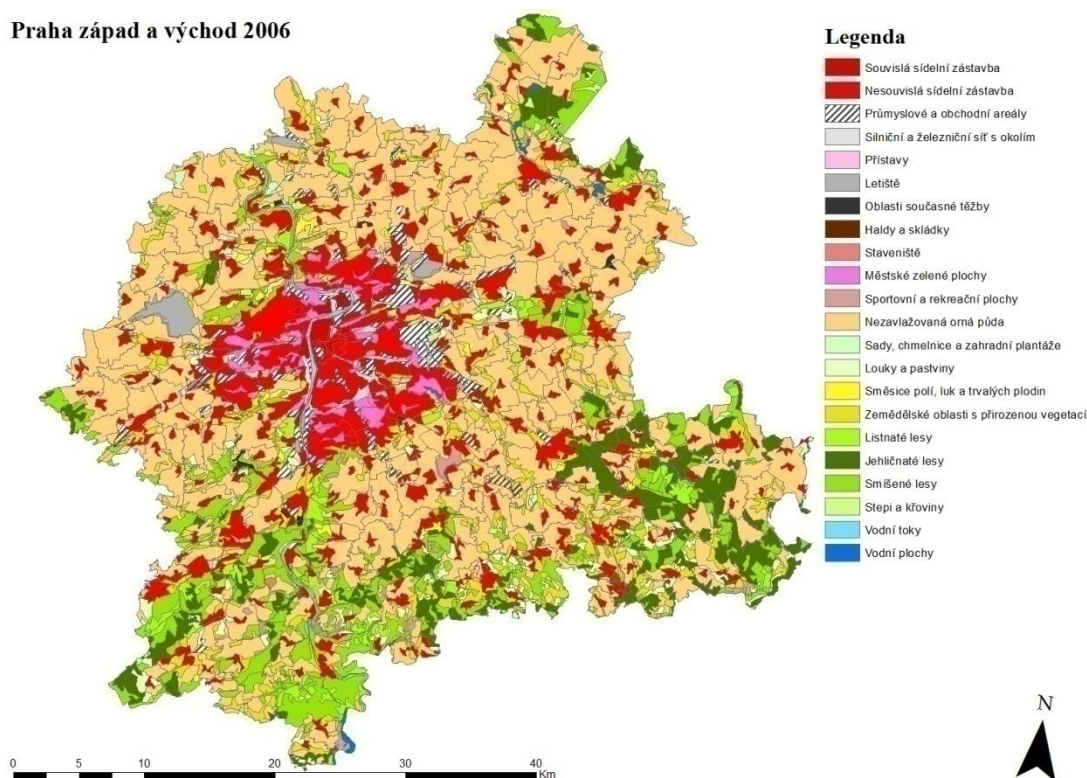 Praha západ a východ 2006
Legenda
Souvislá sídelní zástavba
Nesouvislá sídelní zástavba
Průmyslové a obchodní areály
Silniční a železniční síť s okolím
Přístavy
Letiště
Oblasti současné těžby
Haldy a skládky
Staveniště
Městské zelené plochy
Sportovní a rekreační plochy
Nezavlažovaná orná půda
Sady, chmelnice a zahradní plantáže
Louky a pastviny
Směsice polí, luk a trvalých plodin
Zemědělské oblasti s přirozenou vegetací
Listnaté lesy
Jehličnaté lesy
Smíšené lesy
Stepi a křoviny
Vodní toky
Vodní plochy
N
0 5 10 20 30 40
Km